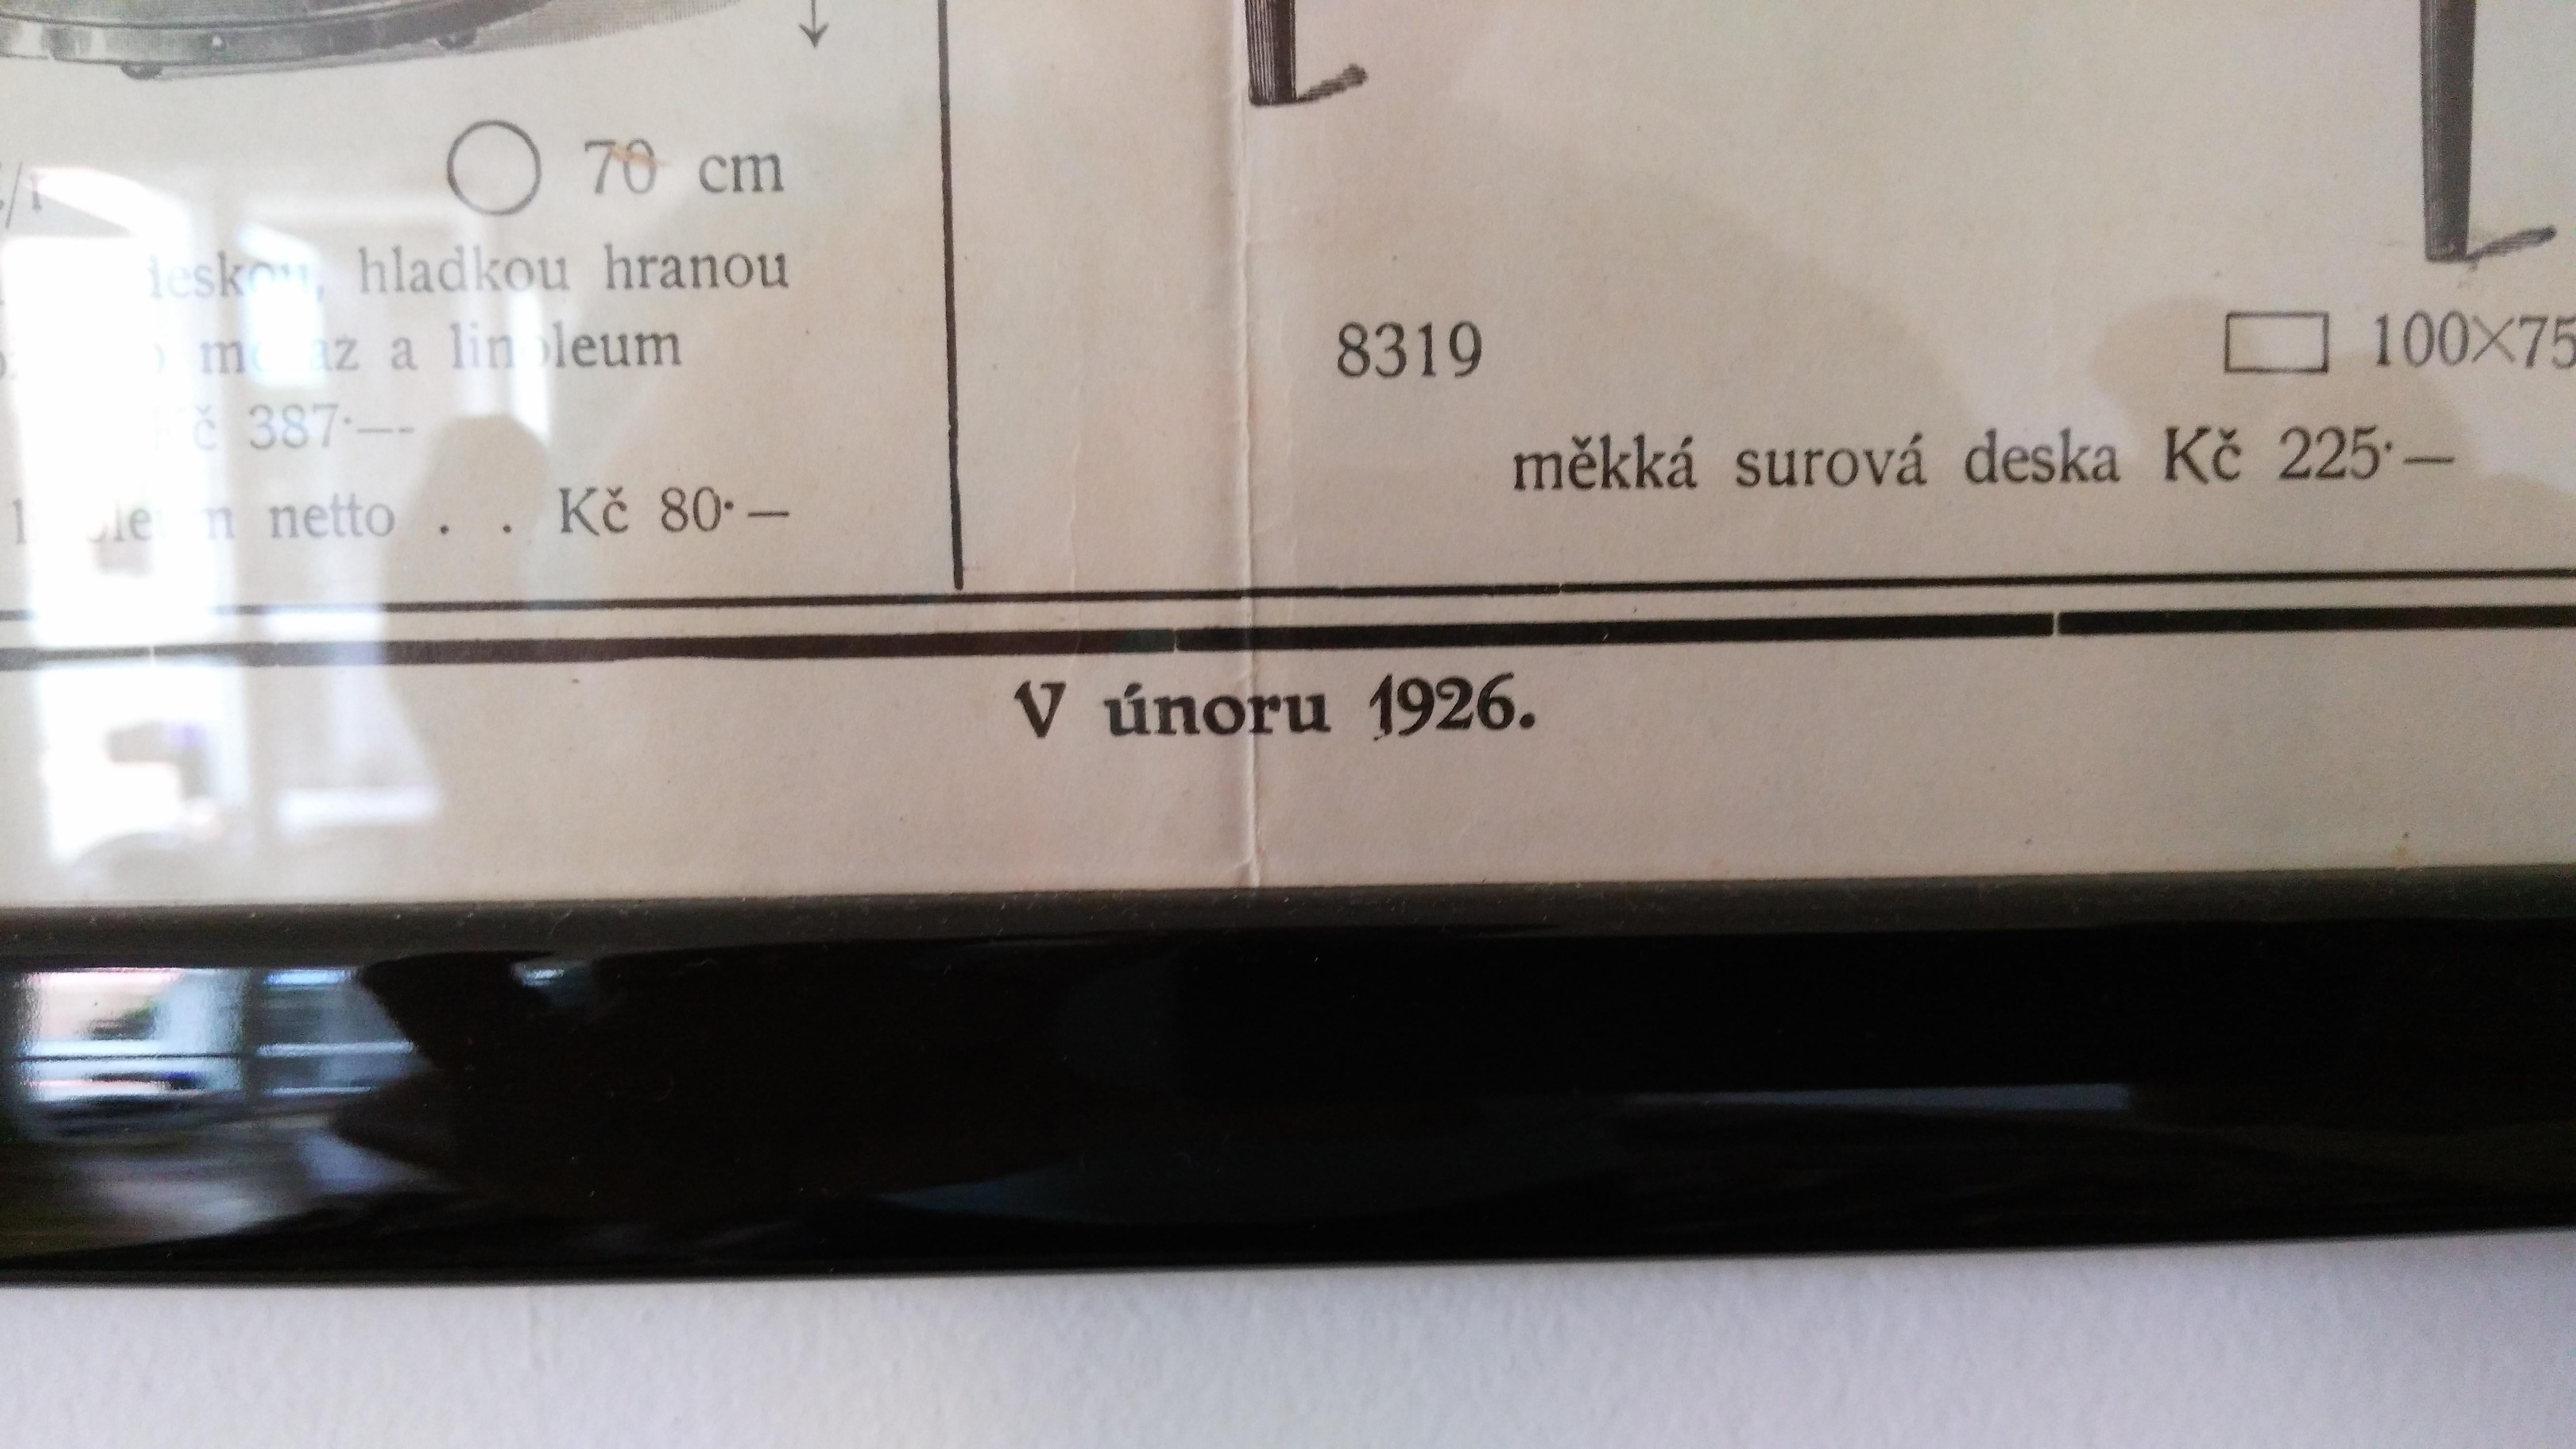 70 cm
hladkou hranou
a linoleum
Kč 387·—
netto . . Kč 80·—
8319
100×75
měkká surová deska Kč 225·—
V únoru 1926.